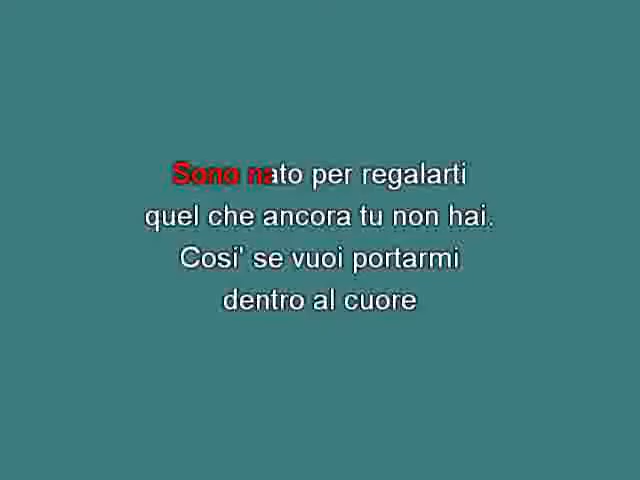 Sono nato per regalarti
quel che ancora tu non hai.
Cosi' se vuoi portarmi
dentro al cuore